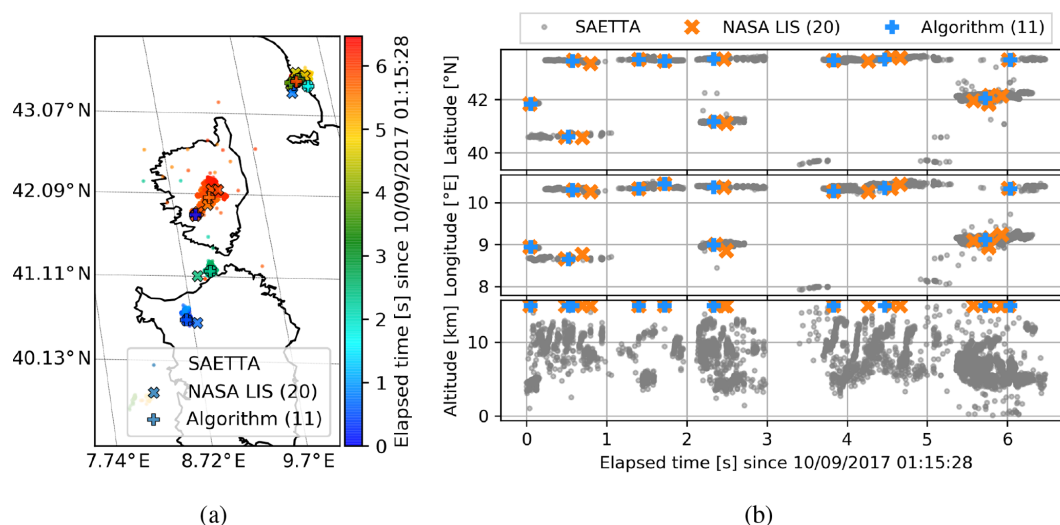 43.07° N
42.09° N
41.11° N
40.13° N
7.74° E 8.72° E 9.7° E
SAETTA
NASA LIS (20)
Algorithm (11)
6
5
4
3
2
1
0
Elapsed time [s] since 10/09/2017 01:15:28
(a)
SAETTA NASA LIS (20) Algorithm (11)
Latitude [°N]
42
40
Longitude [°E]
10
9
8
Altitude [km]
10
0
0 1 2 3 4 5 6
Elapsed time [s] since 10/09/2017 01:15:28
(b)